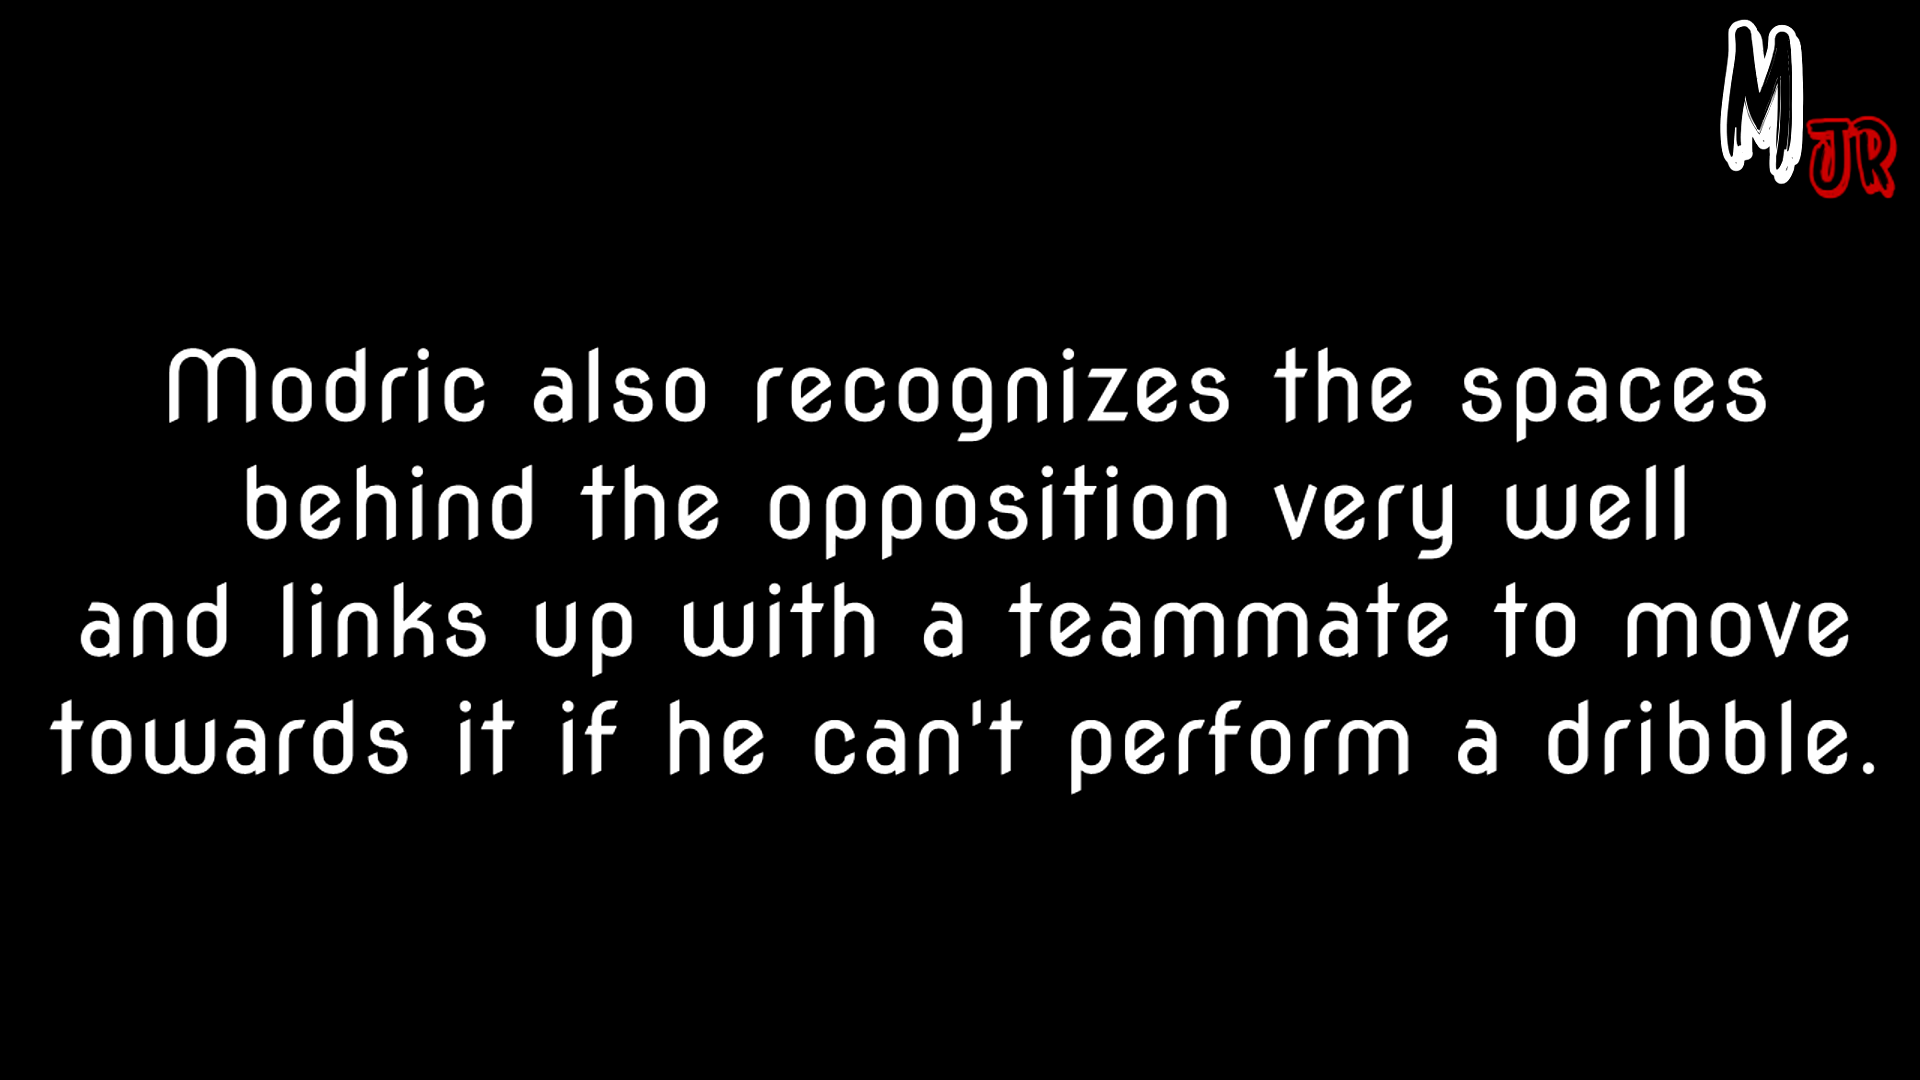 M JR
Modric also recognizes the spaces
behind the opposition very well
and links up with a teammate to move
towards it if he can't perform a dribble.